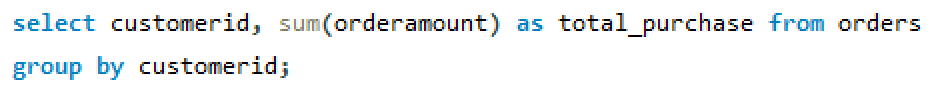 select customerid, sum(orderamount) as total_purchase from orders
group by customerid;